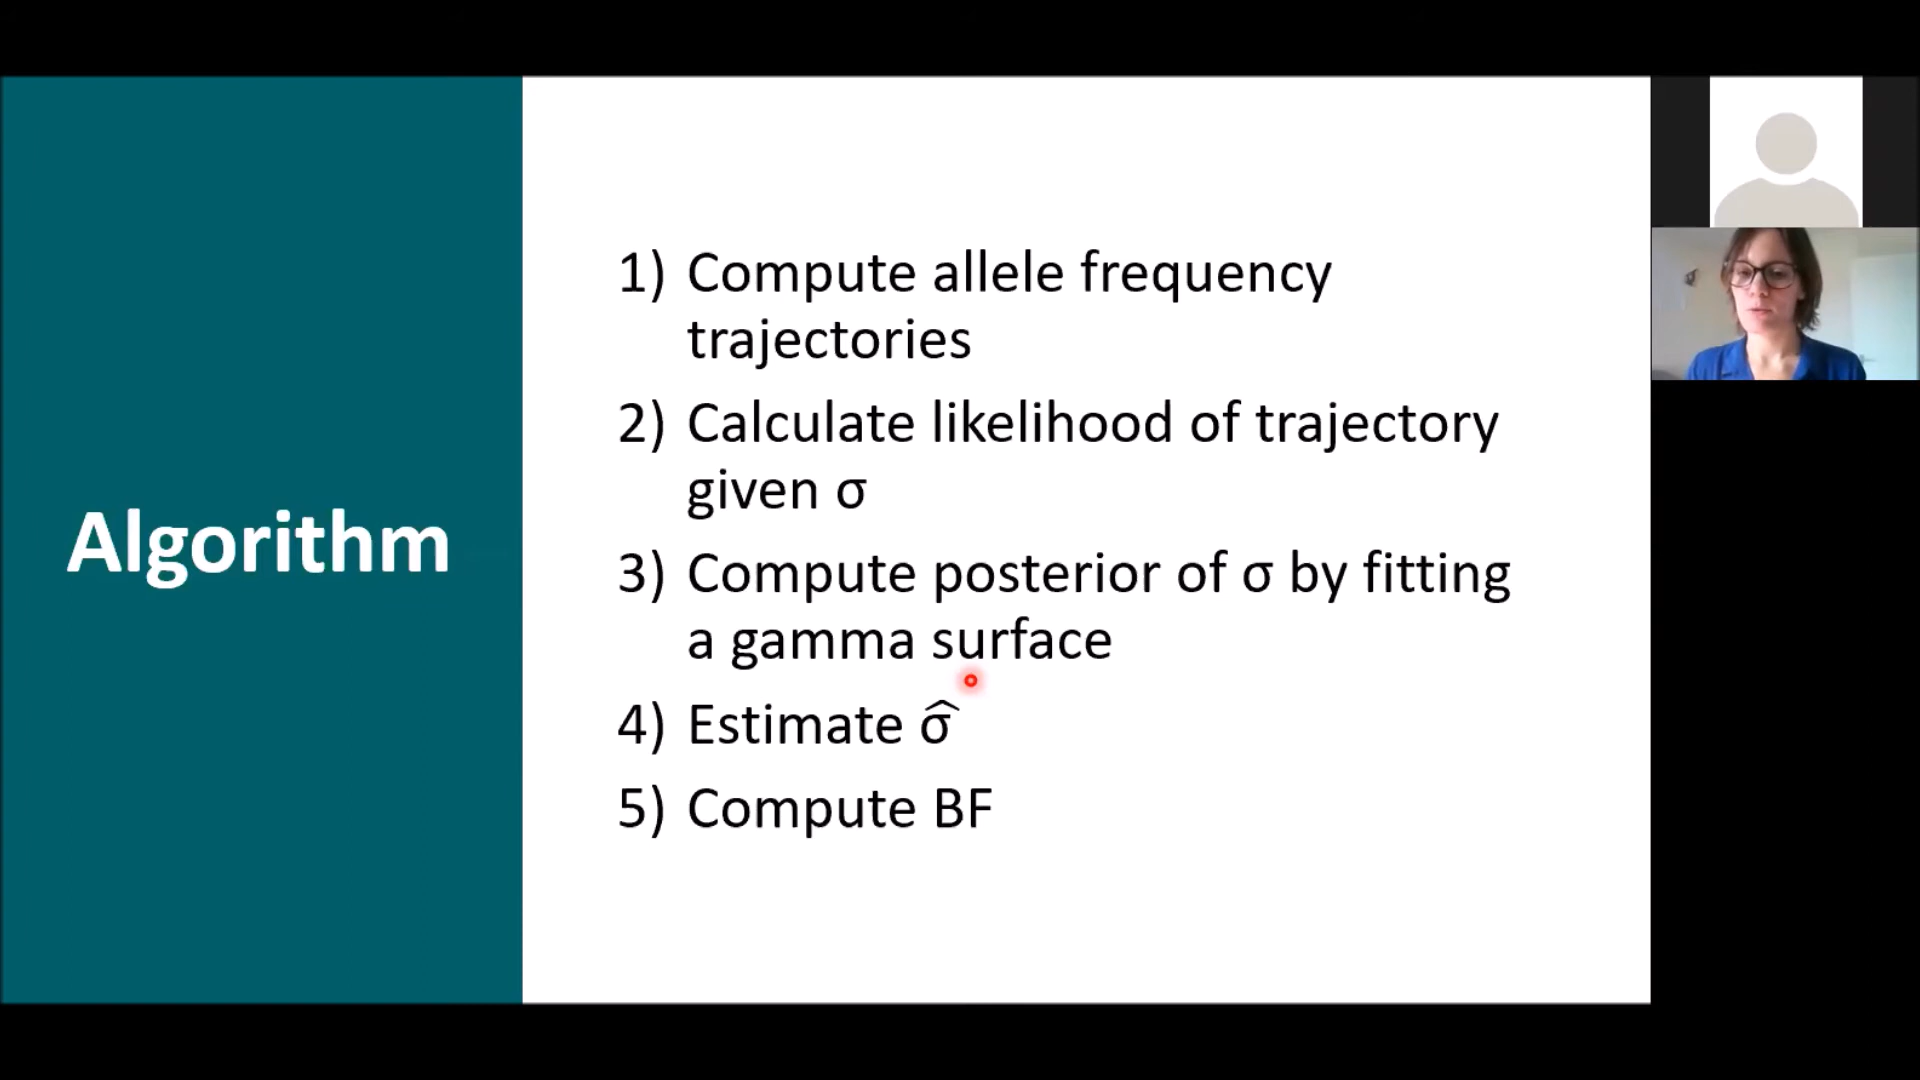 Algorithm
1) Compute allele frequency
trajectories
2) Calculate likelihood of trajectory
given σ
3) Compute posterior of σ by fitting
a gamma surface
4) Estimate σ̂
5) Compute BF